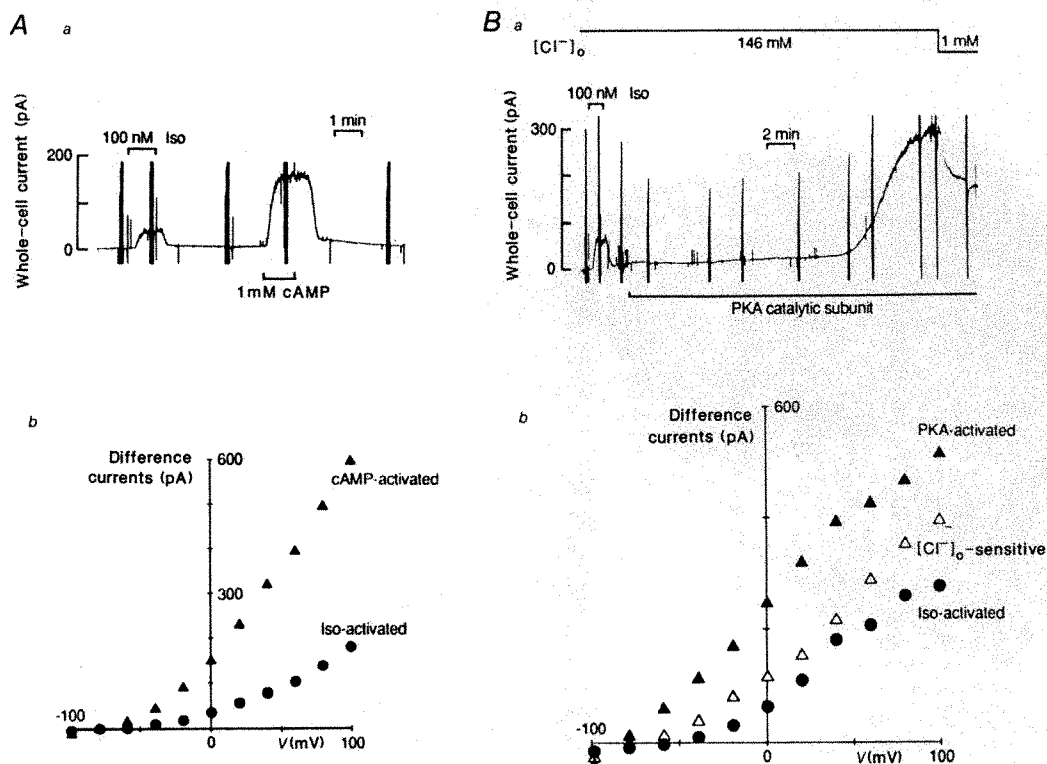 A a
100 nM Iso
1 min
Whole-cell current (pA)
200
0
1mM cAMP
b
Difference
currents (pA)
600
cAMP-activated
300
Iso-activated
-100
0
V(mV)
100
B a
[Cl⁻]o
146 mM
1 mM
100 nM Iso
2 min
Whole-cell current (pA)
300
0
PKA catalytic subunit
b
Difference
currents (pA)
600
PKA-activated
[Cl⁻]o-sensitive
Iso-activated
-100
0
V(mV)
100